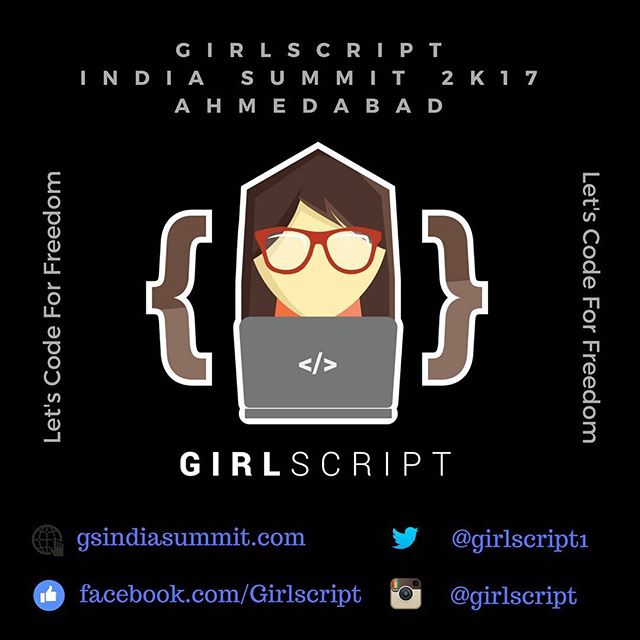 GIRLSCRIPT
INDIA SUMMIT 2K17
AHMEDABAD
Let's Code For Freedom
Let's Code For Freedom
</>
GIRLSCRIPT
gsindiasummit.com
@girlscript1
facebook.com/Girlscript
@girlscript